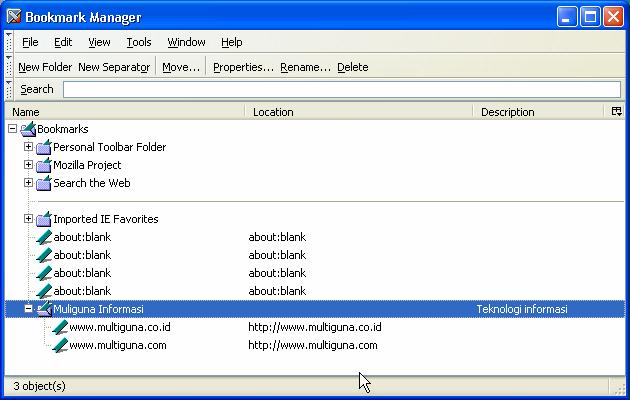 Bookmark Manager
File Edit View Tools Window Help
New Folder New Separator Move... Properties... Rename... Delete
Search
Name Location Description
Bookmarks
Personal Toolbar Folder
Mozilla Project
Search the Web
Imported IE Favorites
about:blank about:blank
about:blank about:blank
about:blank about:blank
about:blank about:blank
Muliguna Informasi Teknologi informasi
www.multiguna.co.id http://www.multiguna.co.id
www.multiguna.com http://www.multiguna.com
3 object(s)